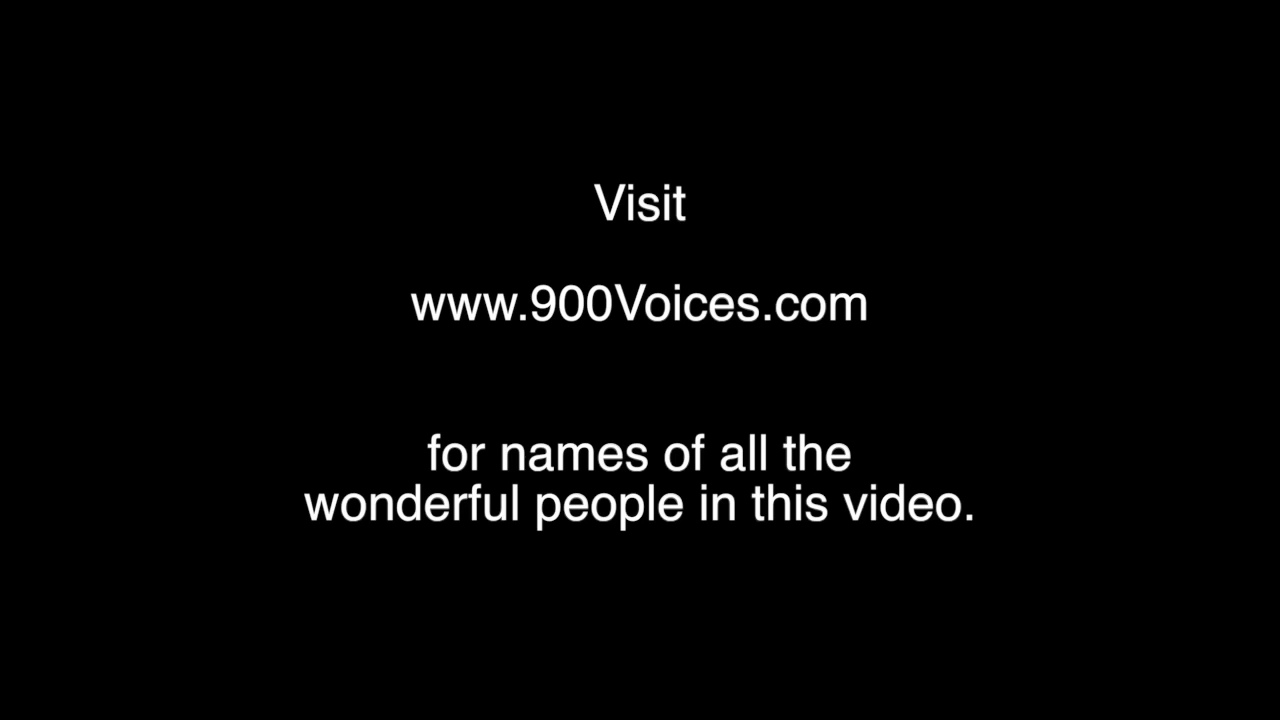 Visit
www.900Voices.com
for names of all the
wonderful people in this video.